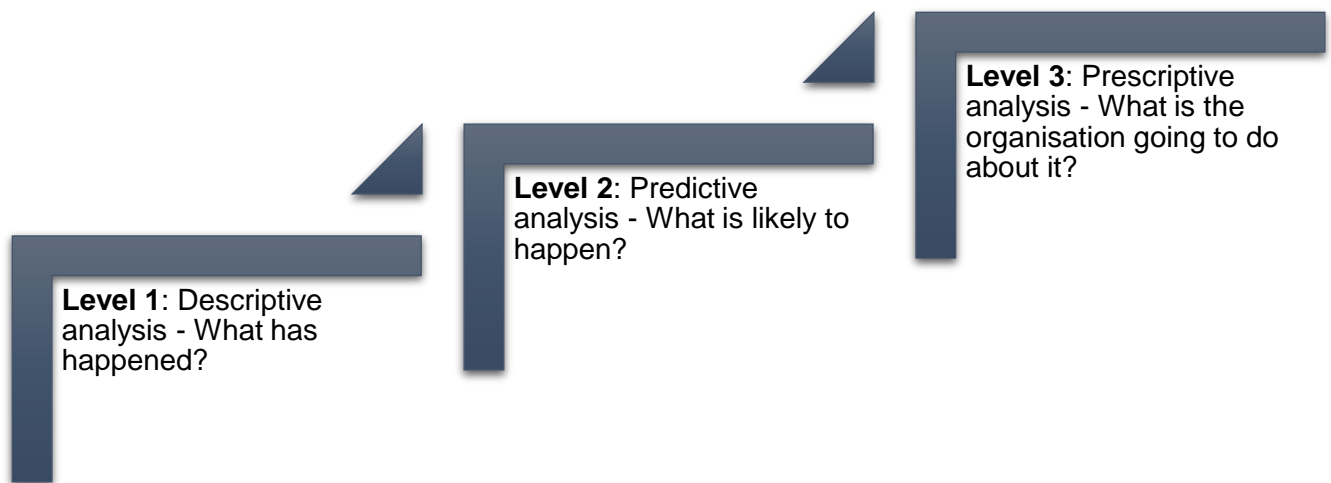 Level 1: Descriptive
analysis - What has
happened?
Level 2: Predictive
analysis - What is likely to
happen?
Level 3: Prescriptive
analysis - What is the
organisation going to do
about it?